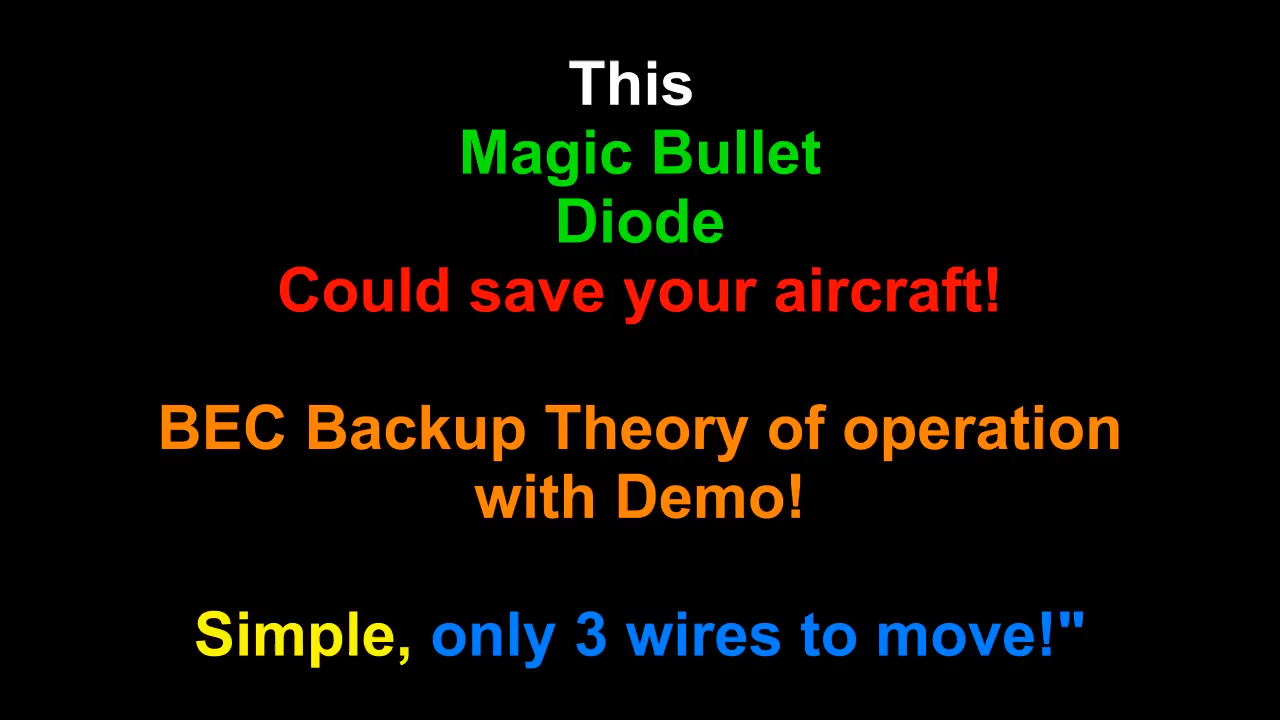 This
Magic Bullet
Diode
Could save your aircraft!
BEC Backup Theory of operation
with Demo!
Simple, only 3 wires to move!"